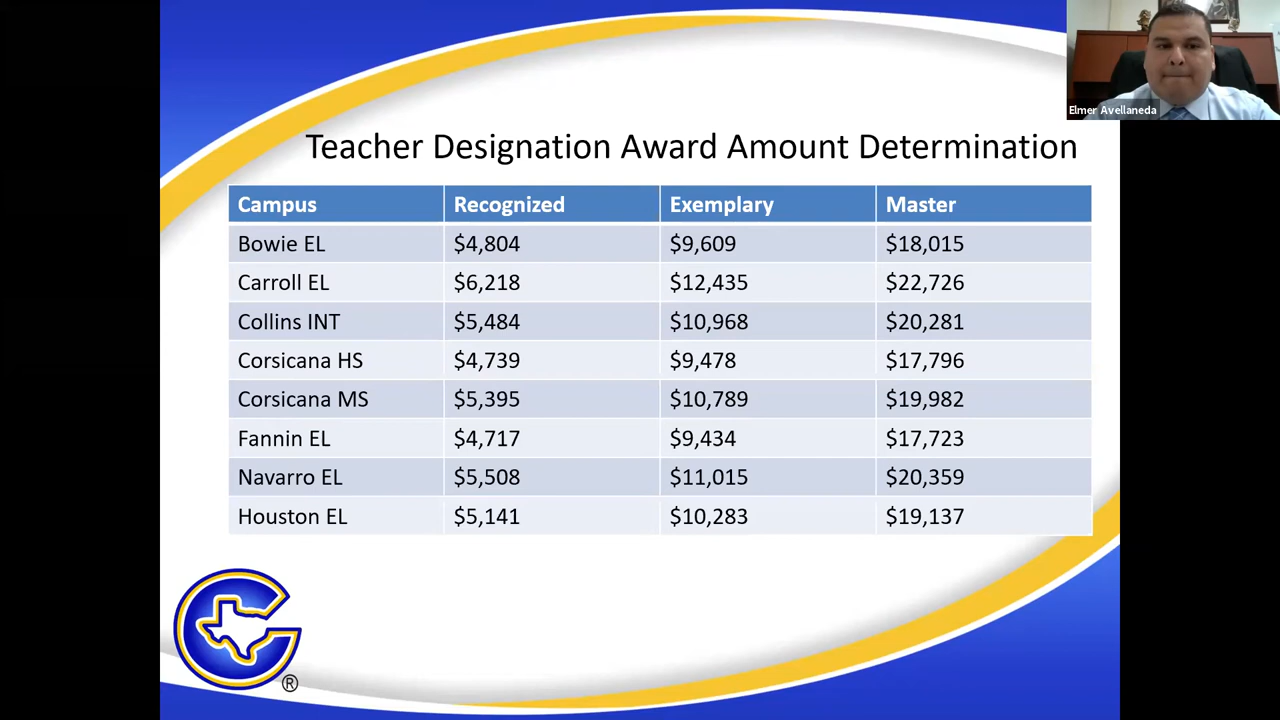 Elmer Avellaneda
Teacher Designation Award Amount Determination
Campus Recognized Exemplary Master
Bowie EL $4,804 $9,609 $18,015
Carroll EL $6,218 $12,435 $22,726
Collins INT $5,484 $10,968 $20,281
Corsicana HS $4,739 $9,478 $17,796
Corsicana MS $5,395 $10,789 $19,982
Fannin EL $4,717 $9,434 $17,723
Navarro EL $5,508 $11,015 $20,359
Houston EL $5,141 $10,283 $19,137
C
®